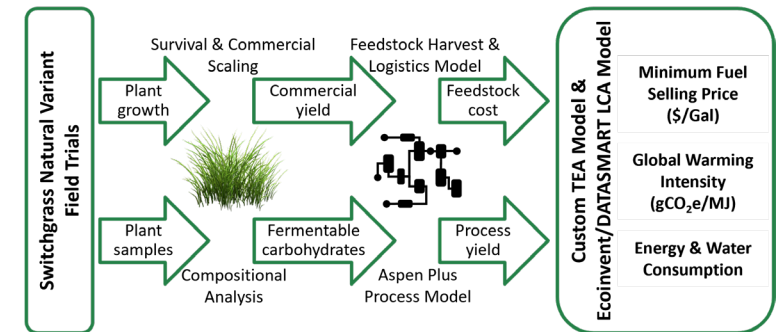 Switchgrass Natural Variant
Field Trials
Survival & Commercial
Scaling
Feedstock Harvest &
Logistics Model
Plant
growth
Commercial
yield
Feedstock
cost
Plant
samples
Fermentable
carbohydrates
Process
yield
Compositional
Analysis
Aspen Plus
Process Model
Custom TEA Model &
Ecoinvent/DATASMART LCA Model
Minimum Fuel
Selling Price
($/Gal)
Global Warming
Intensity
(gCO₂e/MJ)
Energy & Water
Consumption